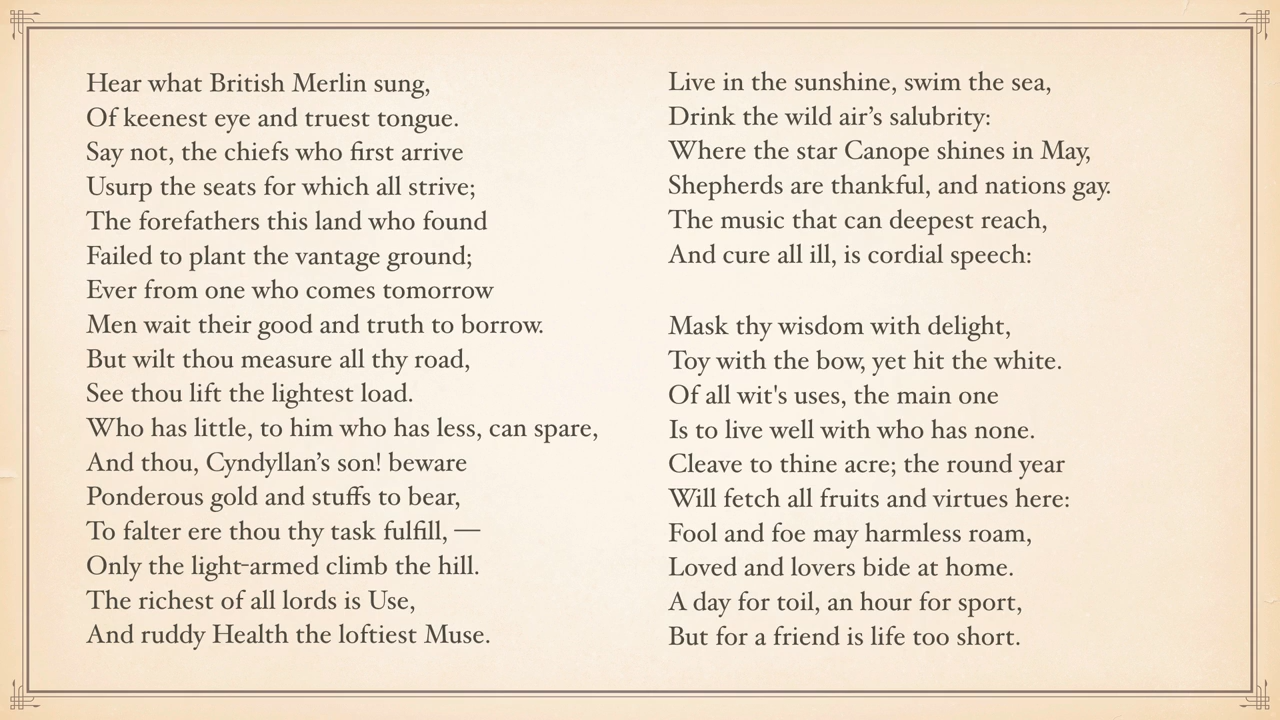 Hear what British Merlin sung,
Of keenest eye and truest tongue.
Say not, the chiefs who first arrive
Usurp the seats for which all strive;
The forefathers this land who found
Failed to plant the vantage ground;
Ever from one who comes tomorrow
Men wait their good and truth to borrow.
But wilt thou measure all thy road,
See thou lift the lightest load.
Who has little, to him who has less, can spare,
And thou, Cyndyllan’s son! beware
Ponderous gold and stuffs to bear,
To falter ere thou thy task fulfill, —
Only the light-armed climb the hill.
The richest of all lords is Use,
And ruddy Health the loftiest Muse.
Live in the sunshine, swim the sea,
Drink the wild air’s salubrity:
Where the star Canope shines in May,
Shepherds are thankful, and nations gay.
The music that can deepest reach,
And cure all ill, is cordial speech:
Mask thy wisdom with delight,
Toy with the bow, yet hit the white.
Of all wit's uses, the main one
Is to live well with who has none.
Cleave to thine acre; the round year
Will fetch all fruits and virtues here:
Fool and foe may harmless roam,
Loved and lovers bide at home.
A day for toil, an hour for sport,
But for a friend is life too short.